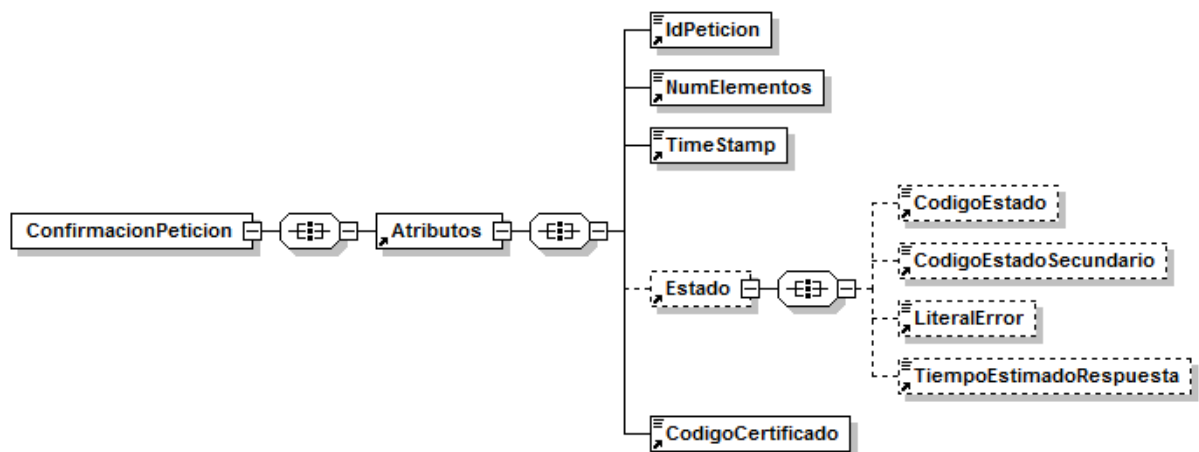 ConfirmacionPeticion
Atributos
IdPeticion
NumElementos
TimeStamp
Estado
CodigoEstado
CodigoEstadoSecundario
LiteralError
TiempoEstimadoRespuesta
CodigoCertificado